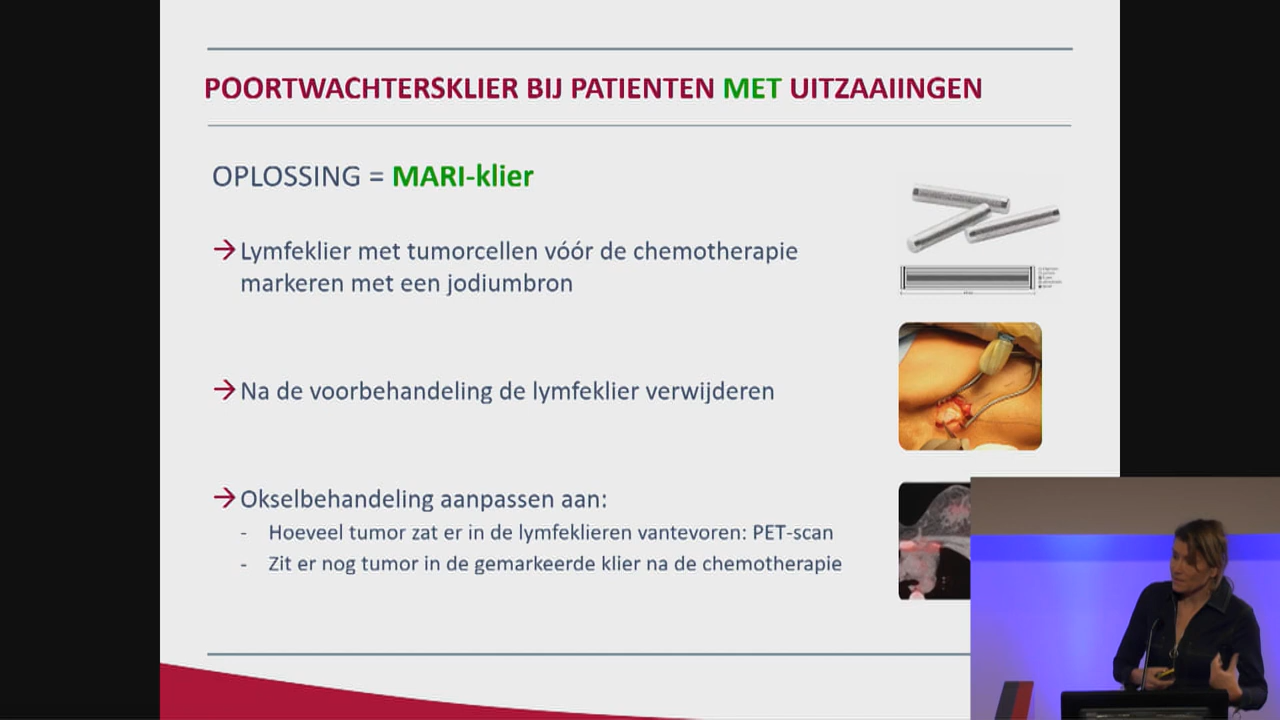 POORTWACHTERSKLIER BIJ PATIENTEN MET UITZAAIINGEN
OPLOSSING = MARI-klier
→ Lymfeklier met tumorcellen vóór de chemotherapie
markeren met een jodiumbron
→ Na de voorbehandeling de lymfeklier verwijderen
→ Okselbehandeling aanpassen aan:
- Hoeveel tumor zat er in de lymfeklieren vantevoren: PET-scan
- Zit er nog tumor in de gemarkeerde klier na de chemotherapie